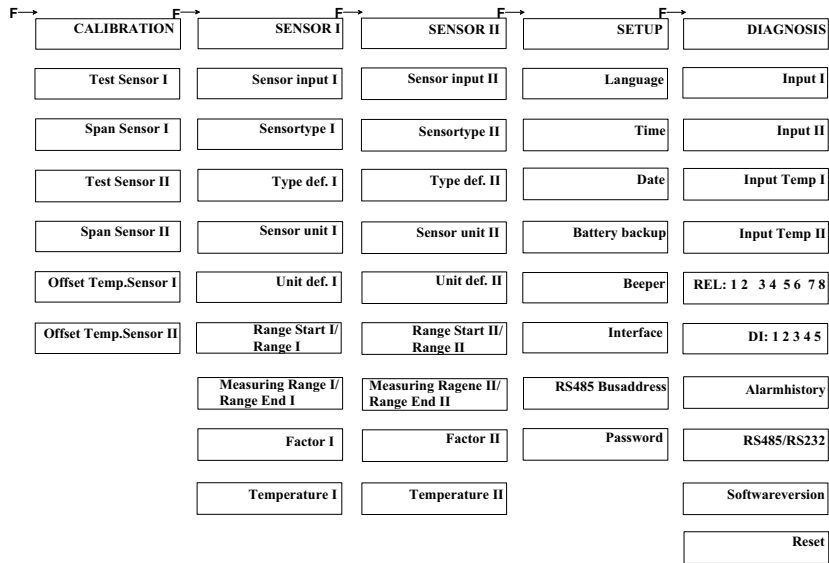 F F F F F
CALIBRATION
Test Sensor I
Span Sensor I
Test Sensor II
Span Sensor II
Offset Temp.Sensor I
Offset Temp.Sensor II
SENSOR I
Sensor input I
Sensortype I
Type def. I
Sensor unit I
Unit def. I
Range Start I/
Range I
Measuring Range I/
Range End I
Factor I
Temperature I
SENSOR II
Sensor input II
Sensortype II
Type def. II
Sensor unit II
Unit def. II
Range Start II/
Range II
Measuring Ragene II/
Range End II
Factor II
Temperature II
SETUP
Language
Time
Date
Battery backup
Beeper
Interface
RS485 Busaddress
Password
DIAGNOSIS
Input I
Input II
Input Temp I
Input Temp II
REL: 1 2 3 4 5 6 7 8
DI: 1 2 3 4 5
Alarmhistory
RS485/RS232
Softwareversion
Reset